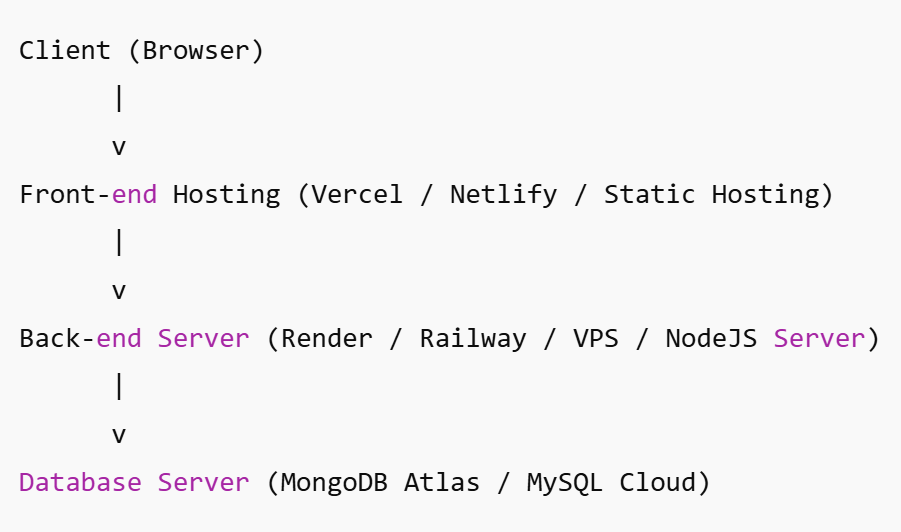 Client (Browser)
|
v
Front-end Hosting (Vercel / Netlify / Static Hosting)
|
v
Back-end Server (Render / Railway / VPS / NodeJS Server)
|
v
Database Server (MongoDB Atlas / MySQL Cloud)